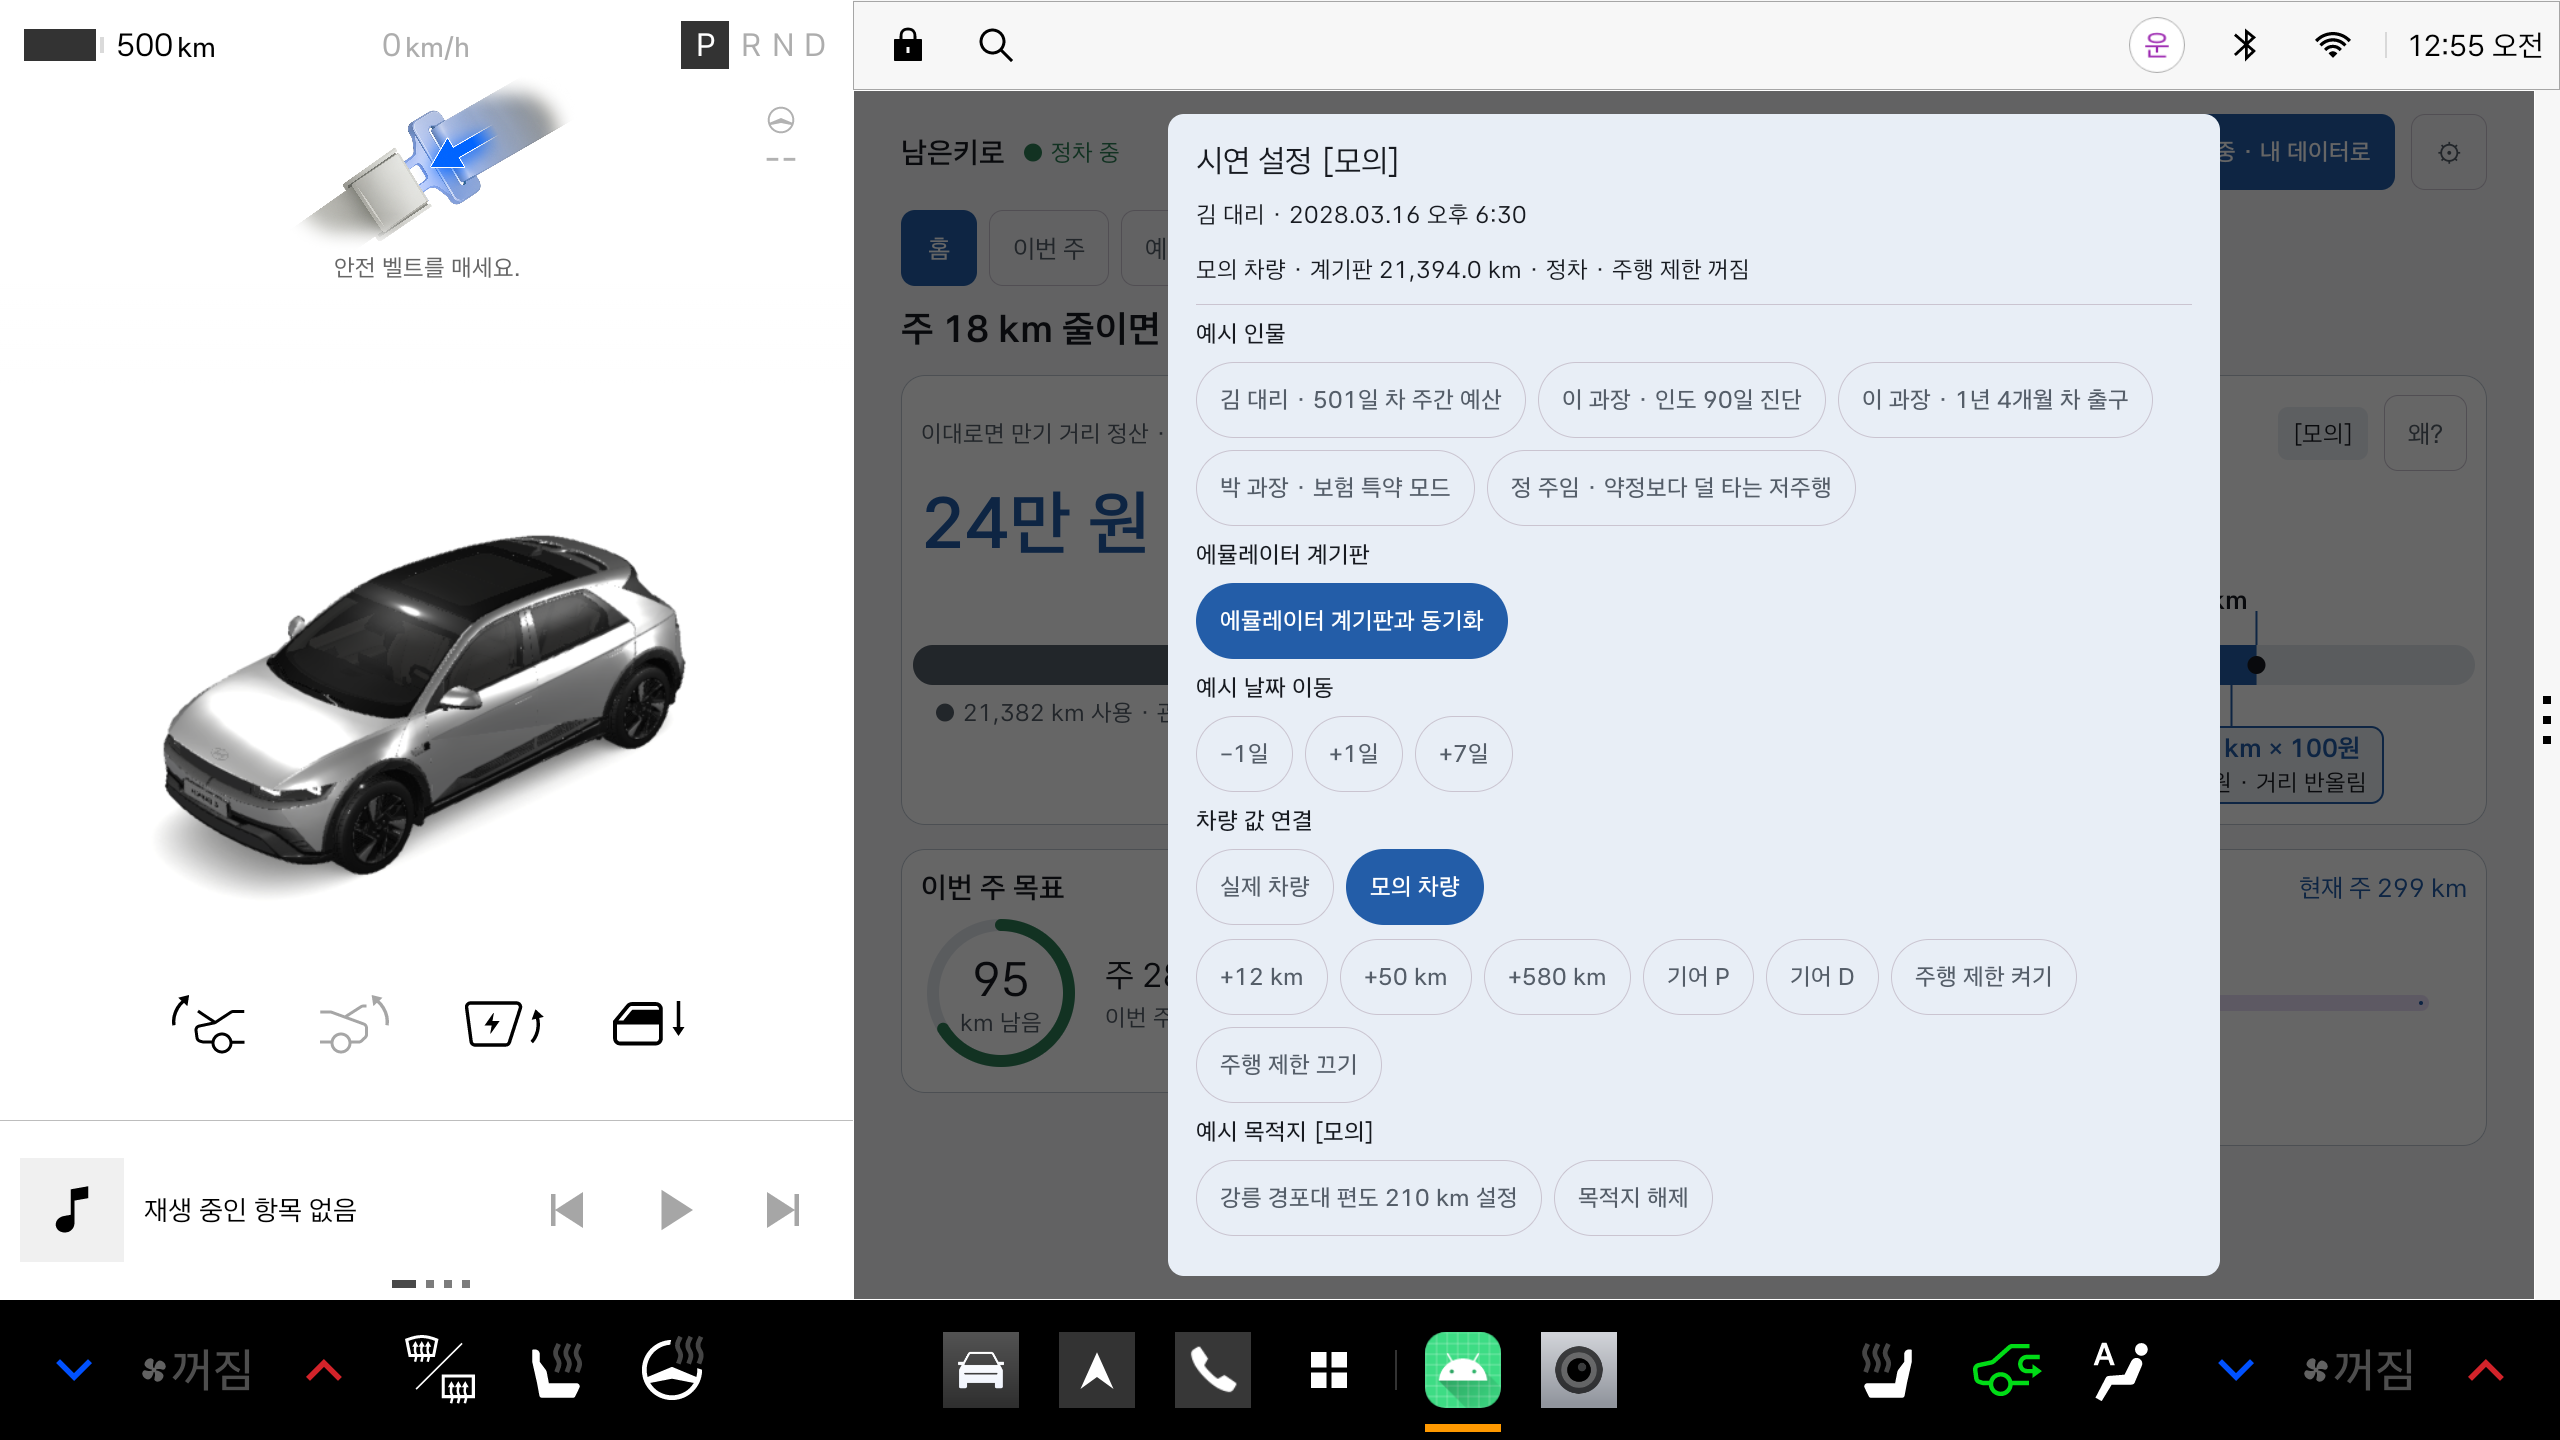 500 km
0 km/h
P R N D
운
12:55 오전
안전 벨트를 매세요.
재생 중인 항목 없음
남은키로
정차 중
중 · 내 데이터로
홈
이번 주
예
주 18 km 줄이면
이대로면 만기 거리 정산 ·
[모의]
왜?
24만 원
km
21,382 km 사용 ·
km × 100원
원 · 거리 반올림
이번 주 목표
현재 주 299 km
95
km 남음
주 28
이번 주
시연 설정 [모의]
김 대리 · 2028.03.16 오후 6:30
모의 차량 · 계기판 21,394.0 km · 정차 · 주행 제한 꺼짐
예시 인물
김 대리 · 501일 차 주간 예산
이 과장 · 인도 90일 진단
이 과장 · 1년 4개월 차 출구
박 과장 · 보험 특약 모드
정 주임 · 약정보다 덜 타는 저주행
에뮬레이터 계기판
에뮬레이터 계기판과 동기화
예시 날짜 이동
−1일
+1일
+7일
차량 값 연결
실제 차량
모의 차량
+12 km
+50 km
+580 km
기어 P
기어 D
주행 제한 켜기
주행 제한 끄기
예시 목적지 [모의]
강릉 경포대 편도 210 km 설정
목적지 해제
꺼짐
A
꺼짐